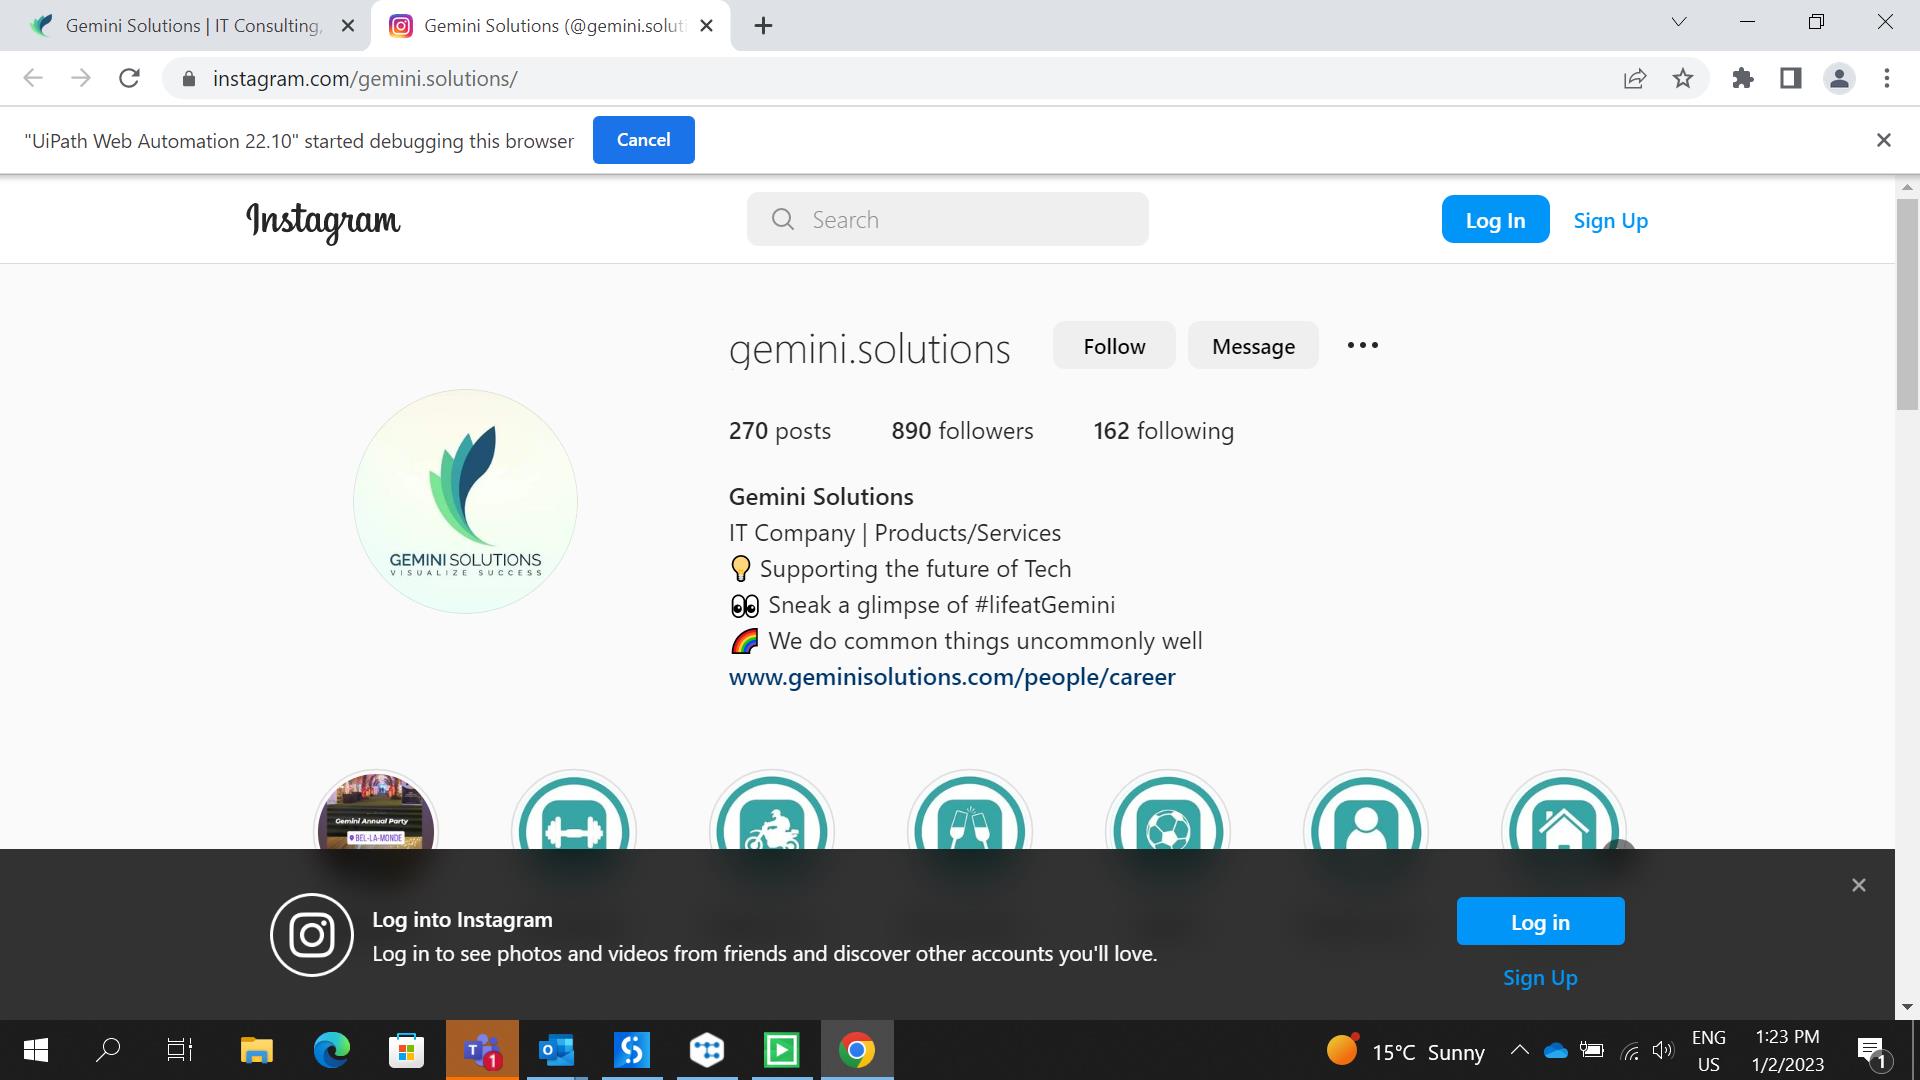 Gemini Solutions | IT Consulting,
Gemini Solutions (@gemini.soluti
instagram.com/gemini.solutions/
"UiPath Web Automation 22.10" started debugging this browser
Cancel
Instagram
Search
Log In
Sign Up
gemini.solutions
Follow
Message
270 posts
890 followers
162 following
GEMINI SOLUTIONS
VISUALIZE SUCCESS
Gemini Solutions
IT Company | Products/Services
💡 Supporting the future of Tech
👀 Sneak a glimpse of #lifeatGemini
🌈 We do common things uncommonly well
www.geminisolutions.com/people/career
Gemini Annual Party
BEL-LA-MONDE
Log into Instagram
Log in to see photos and videos from friends and discover other accounts you'll love.
Log in
Sign Up
1
15°C Sunny
ENG
US
1:23 PM
1/2/2023
1